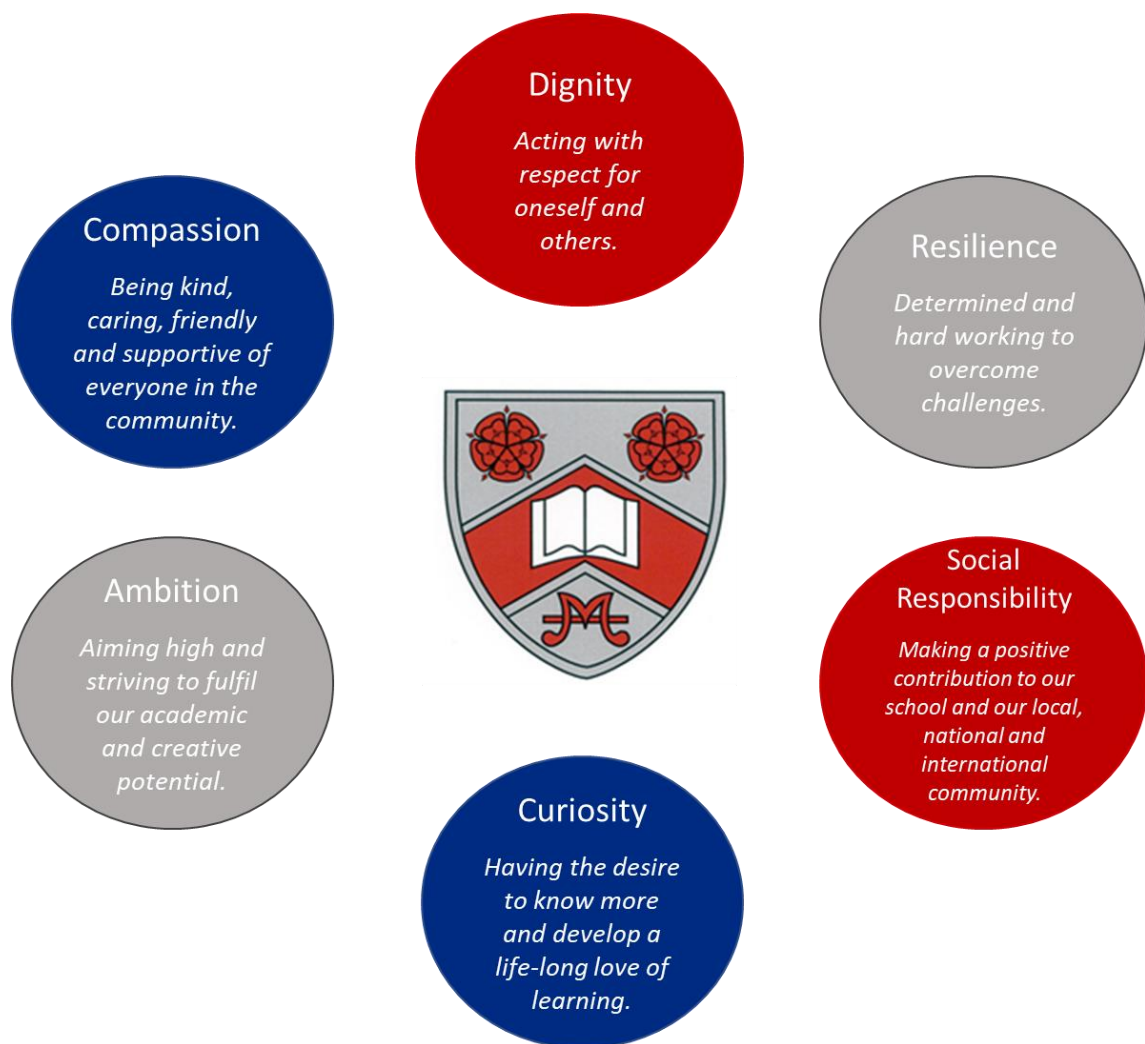 Dignity
Acting with
respect for
oneself and
others.
Compassion
Being kind,
caring, friendly
and supportive of
everyone in the
community.
Resilience
Determined and
hard working to
overcome
challenges.
M
Ambition
Aiming high and
striving to fulfil
our academic
and creative
potential.
Social
Responsibility
Making a positive
contribution to our
school and our local,
national and
international
community.
Curiosity
Having the desire
to know more
and develop a
life-long love of
learning.